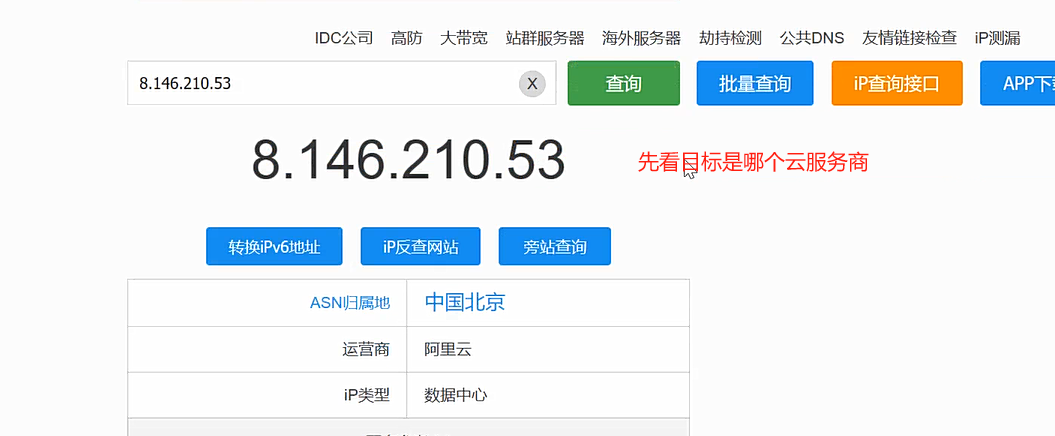 IDC公司 高防 大带宽 站群服务器 海外服务器 劫持检测 公共DNS 友情链接检查 iP测漏
8.146.210.53 X 查询 批量查询 iP查询接口 APP下
8.146.210.53 先看目标是哪个云服务商
转换iPv6地址 iP反查网站 旁站查询
ASN归属地 中国北京
运营商 阿里云
iP类型 数据中心